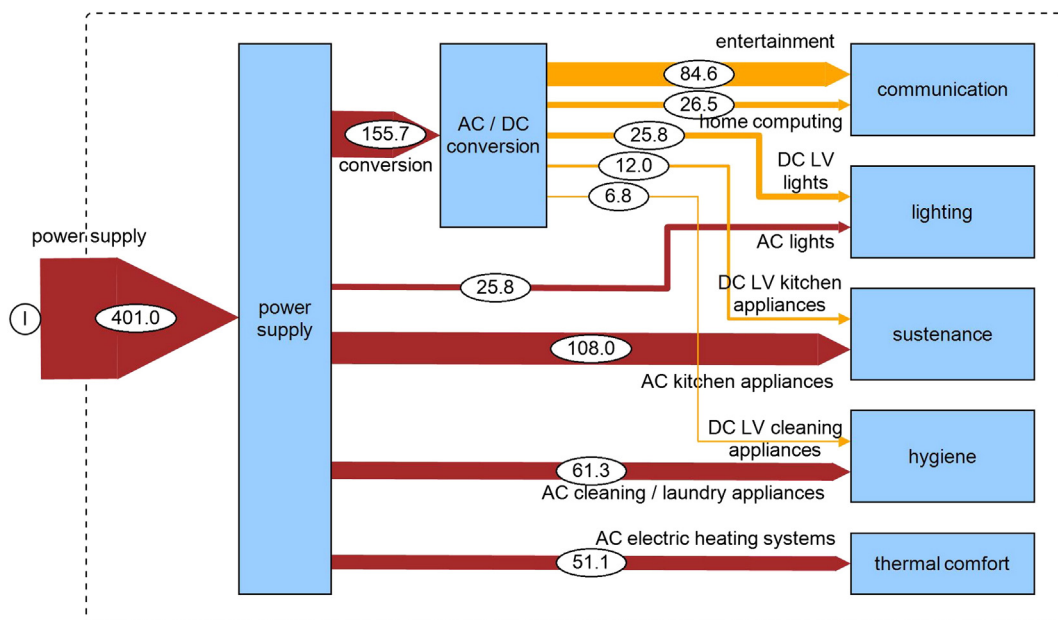 entertainment
84.6
communication
26.5
home computing
155.7
conversion
AC / DC
conversion
25.8
12.0
6.8
DC LV
lights
lighting
AC lights
power supply
401.0
I
power
supply
25.8
DC LV kitchen
appliances
sustenance
108.0
AC kitchen appliances
DC LV cleaning
appliances
hygiene
61.3
AC cleaning / laundry appliances
AC electric heating systems
51.1
thermal comfort